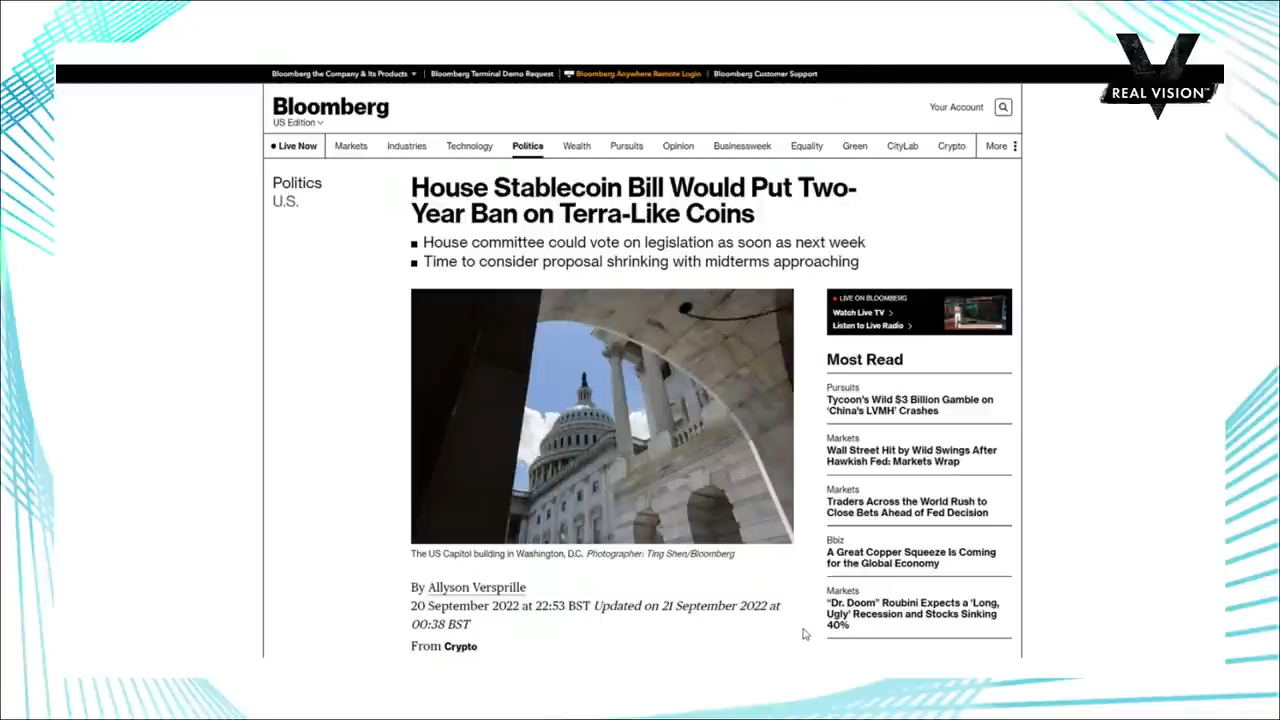 REAL VISION™
Bloomberg the Company & Its Products
Bloomberg Terminal Demo Request
Bloomberg Anywhere Remote Login
Bloomberg Customer Support
Bloomberg
US Edition
Your Account
Live Now
Markets
Industries
Technology
Politics
Wealth
Pursuits
Opinion
Businessweek
Equality
Green
CityLab
Crypto
More
Politics
U.S.
House Stablecoin Bill Would Put Two-
Year Ban on Terra-Like Coins
House committee could vote on legislation as soon as next week
Time to consider proposal shrinking with midterms approaching
The US Capitol building in Washington, D.C. Photographer: Ting Shen/Bloomberg
By Allyson Versprille
20 September 2022 at 22:53 BST Updated on 21 September 2022 at
00:38 BST
From Crypto
LIVE ON BLOOMBERG
Watch Live TV
Listen to Live Radio
Most Read
Pursuits
Tycoon's Wild $3 Billion Gamble on
'China's LVMH' Crashes
Markets
Wall Street Hit by Wild Swings After
Hawkish Fed: Markets Wrap
Markets
Traders Across the World Rush to
Close Bets Ahead of Fed Decision
Bbiz
A Great Copper Squeeze Is Coming
for the Global Economy
Markets
"Dr. Doom" Roubini Expects a 'Long,
Ugly' Recession and Stocks Sinking
40%